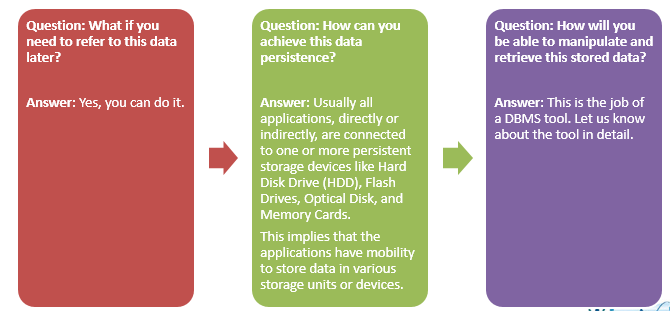 Question: What if you
need to refer to this data
later?
Answer: Yes, you can do it.
Question: How can you
achieve this data
persistence?
Answer: Usually all
applications, directly or
indirectly, are connected
to one or more persistent
storage devices like Hard
Disk Drive (HDD), Flash
Drives, Optical Disk, and
Memory Cards.
This implies that the
applications have mobility
to store data in various
storage units or devices.
Question: How will you
be able to manipulate and
retrieve this stored data?
Answer: This is the job of
a DBMS tool. Let us know
about the tool in detail.